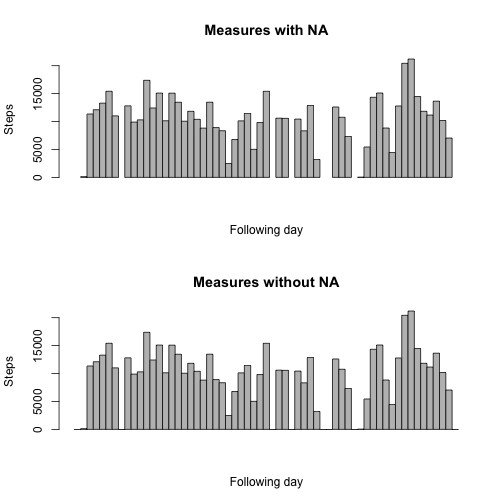 Measures with NA
Steps
15000
5000
0
Following day
Measures without NA
Steps
15000
5000
0
Following day